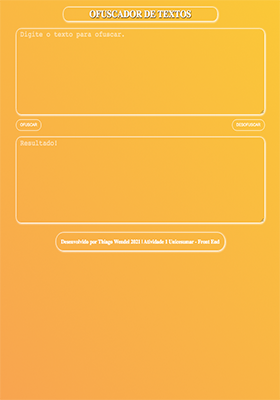 OFUSCADOR DE TEXTOS
Digite o texto para ofuscar.
OFUSCAR
DESOFUSCAR
Resultado!
Desenvolvido por Thiago Wendel 2021 | Atividade 1 Unicesumar - Front End